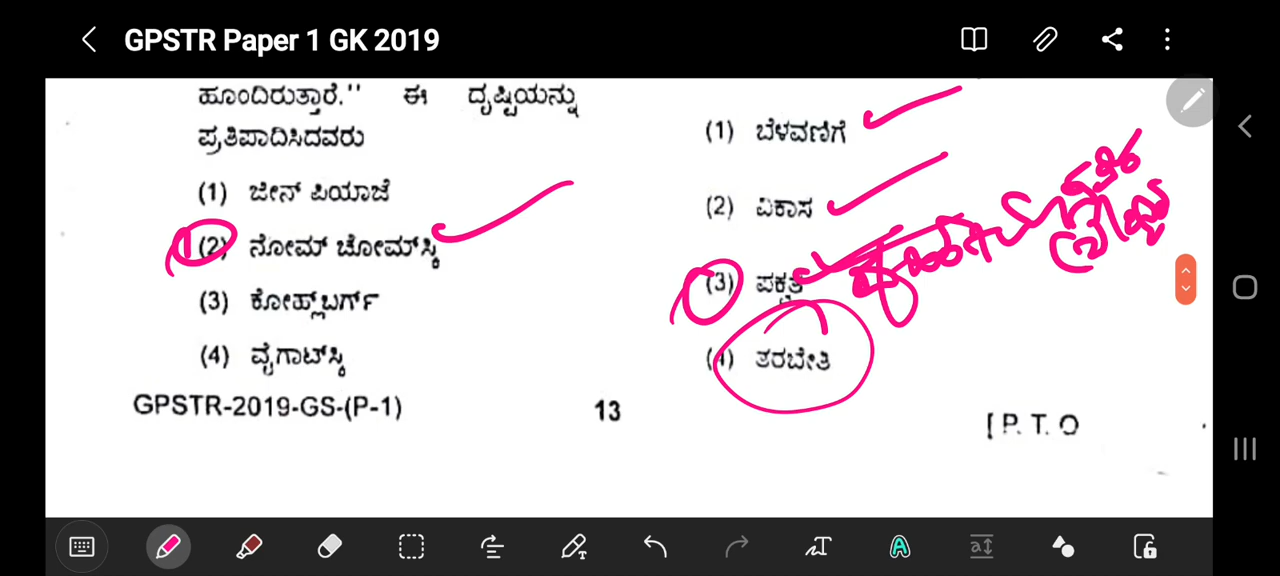 GPSTR Paper 1 GK 2019
ಹೊಂದಿರುತ್ತಾರೆ." ಈ ದೃಷ್ಟಿಯನ್ನು
ಪ್ರತಿಪಾದಿಸಿದವರು
(1) ಜೀನ್ ಪಿಯಾಜೆ
(2) ನೋಮ್ ಚೋಮ್‌ಸ್ಕಿ
(3) ಕೋಹ್ಲ್‌ಬರ್ಗ್
(4) ವೈಗಾಟ್‌ಸ್ಕಿ
(1) ಬೆಳವಣಿಗೆ
(2) ವಿಕಾಸ
(3) ಪಕ್ವತೆ
(4) ತರಬೇತಿ
GPSTR-2019-GS-(P-1)
13
[ P. T. O